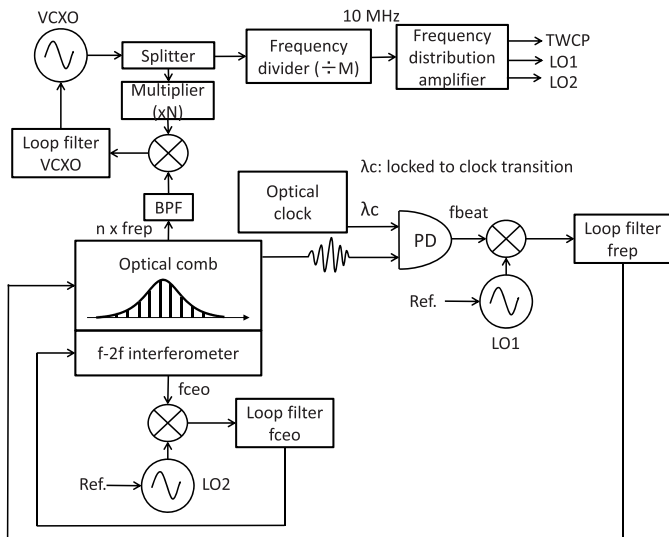 VCXO
Splitter
Multiplier
(xN)
Frequency
divider (÷M)
10 MHz
Frequency
distribution
amplifier
TWCP
LO1
LO2
Loop filter
VCXO
BPF
n x frep
Optical comb
f-2f interferometer
Optical
clock
λc: locked to clock transition
λc
PD
fbeat
Loop filter
frep
Ref.
LO1
fceo
Loop filter
fceo
Ref.
LO2